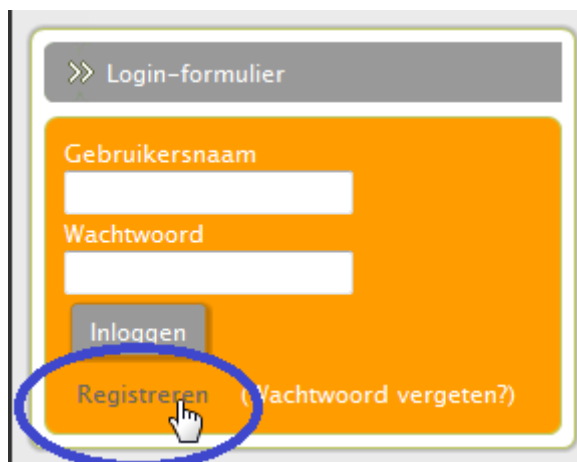 Login-formulier
Gebruikersnaam
Wachtwoord
Inloggen
Registreren (Wachtwoord vergeten?)